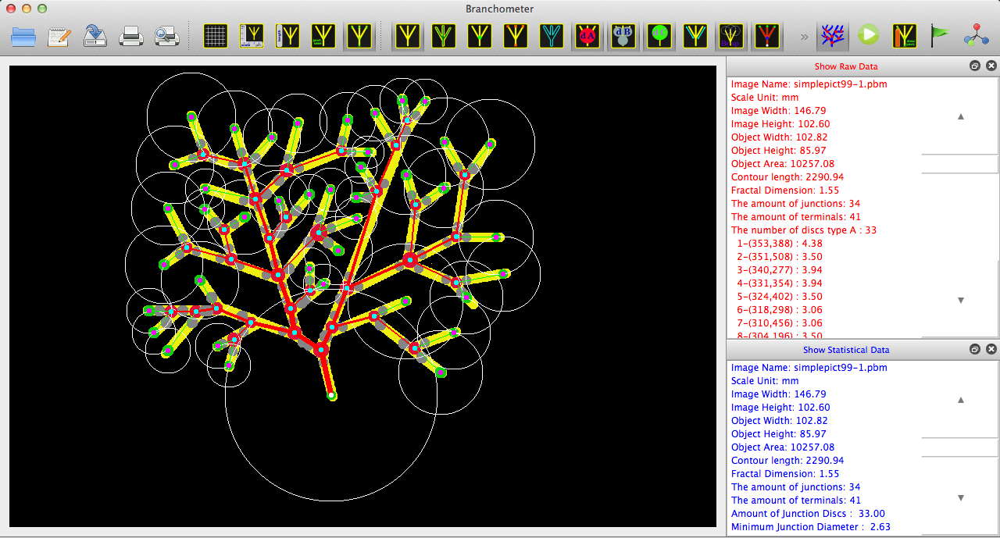 Branchometer
dA
dB
Show Raw Data
Image Name: simplepict99-1.pbm
Scale Unit: mm
Image Width: 146.79
Image Height: 102.60
Object Width: 102.82
Object Height: 85.97
Object Area: 10257.08
Contour length: 2290.94
Fractal Dimension: 1.55
The amount of junctions: 34
The amount of terminals: 41
The number of discs type A : 33
1-(353,388) : 4.38
2-(351,508) : 3.50
3-(340,277) : 3.94
4-(331,354) : 3.94
5-(324,402) : 3.50
6-(318,298) : 3.06
7-(310,456) : 3.06
8-(304,196) : 3.50
Show Statistical Data
Image Name: simplepict99-1.pbm
Scale Unit: mm
Image Width: 146.79
Image Height: 102.60
Object Width: 102.82
Object Height: 85.97
Object Area: 10257.08
Contour length: 2290.94
Fractal Dimension: 1.55
The amount of junctions: 34
The amount of terminals: 41
Amount of Junction Discs : 33.00
Minimum Junction Diameter : 2.63